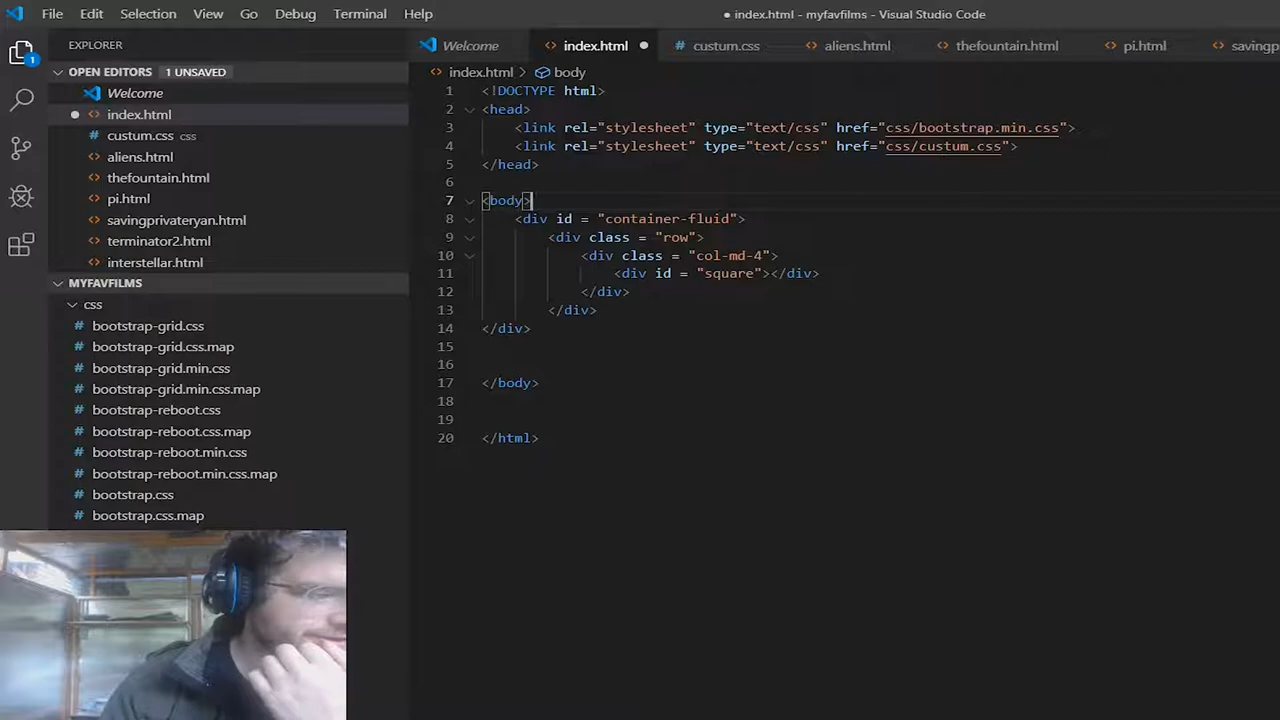 File Edit Selection View Go Debug Terminal Help
● index.html - myfavfilms - Visual Studio Code
EXPLORER
OPEN EDITORS 1 UNSAVED
Welcome
index.html
custum.css css
aliens.html
thefountain.html
pi.html
savingprivateryan.html
terminator2.html
interstellar.html
MYFAVFILMS
css
bootstrap-grid.css
bootstrap-grid.css.map
bootstrap-grid.min.css
bootstrap-grid.min.css.map
bootstrap-reboot.css
bootstrap-reboot.css.map
bootstrap-reboot.min.css
bootstrap-reboot.min.css.map
bootstrap.css
bootstrap.css.map
1
Welcome index.html custum.css aliens.html thefountain.html pi.html savingp
index.html > body
1 <!DOCTYPE html>
2 <head>
3 <link rel="stylesheet" type="text/css" href="css/bootstrap.min.css">
4 <link rel="stylesheet" type="text/css" href="css/custum.css">
5 </head>
6
7 <body>
8 <div id = "container-fluid">
9 <div class = "row">
10 <div class = "col-md-4">
11 <div id = "square"></div>
12 </div>
13 </div>
14 </div>
15
16
17 </body>
18
19
20 </html>